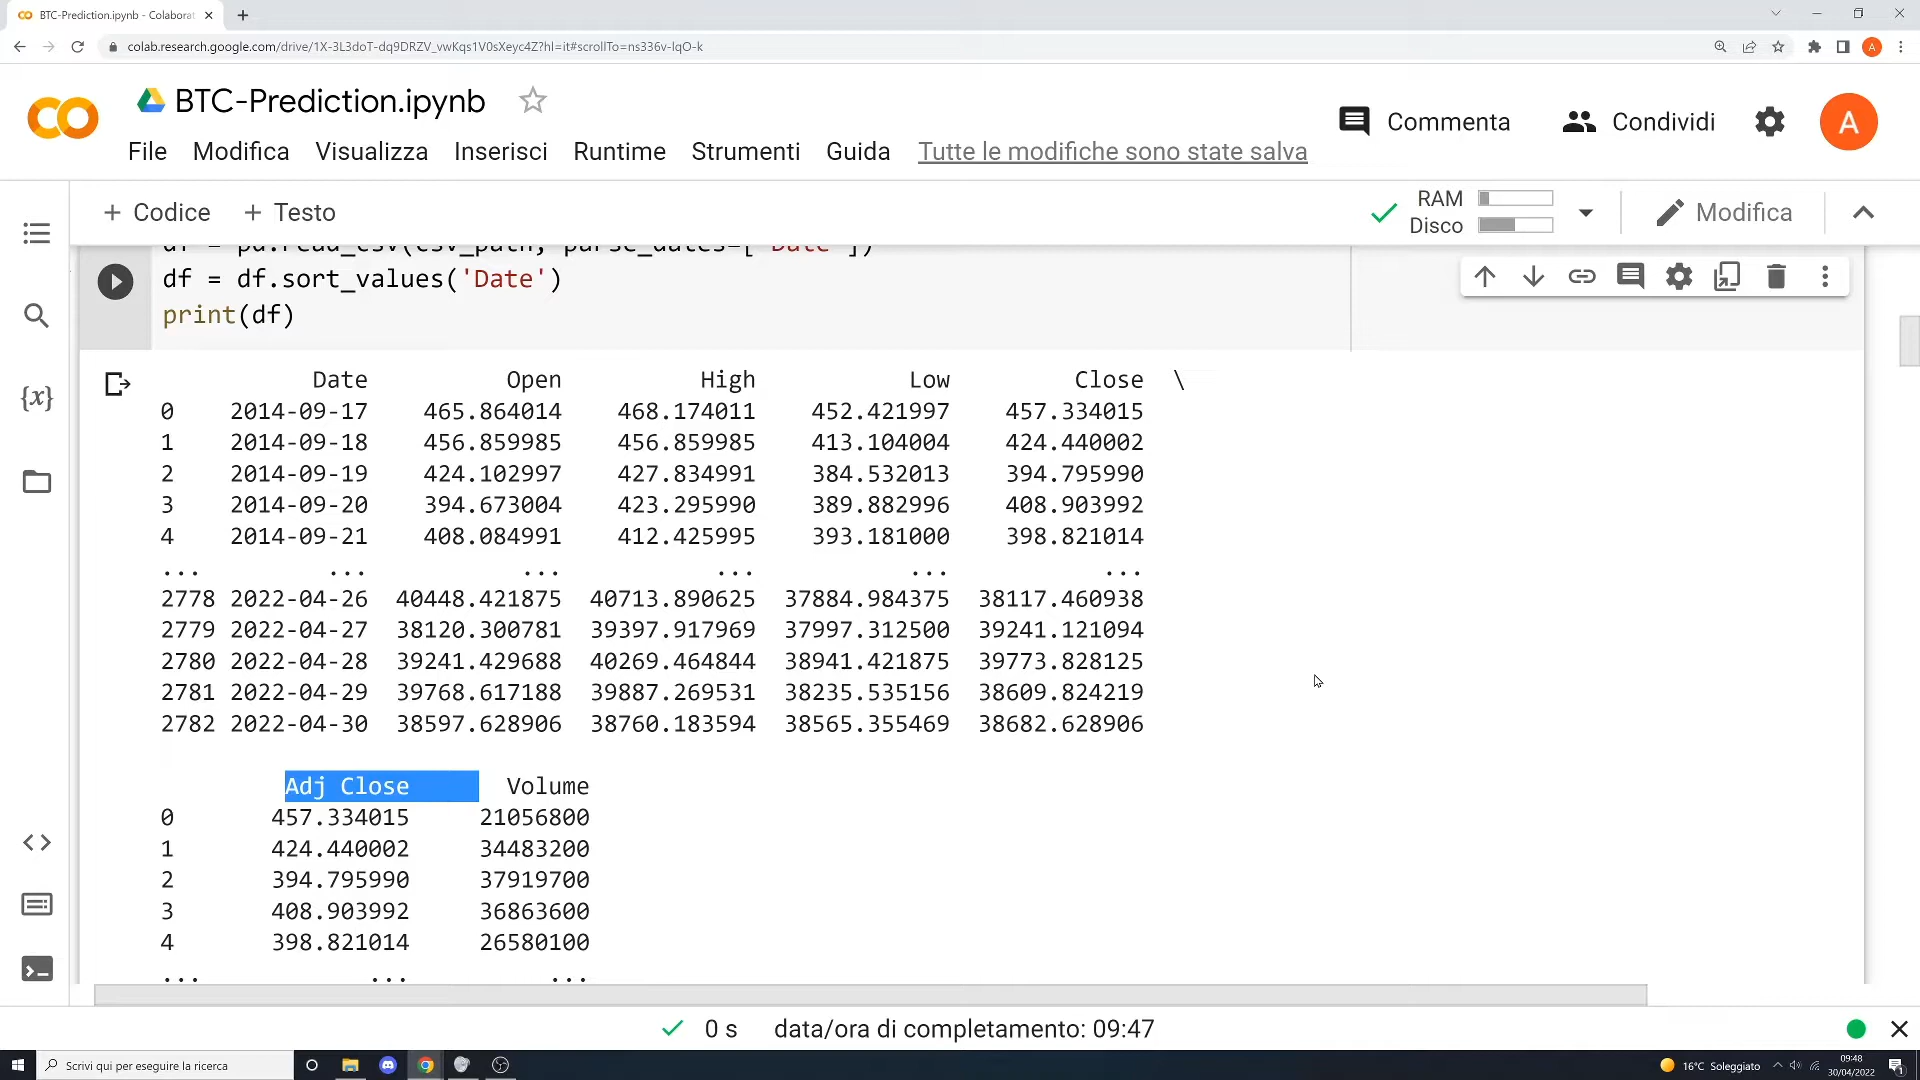 BTC-Prediction.ipynb - Colaborat
colab.research.google.com/drive/1X-3L3doT-dq9DRZV_vwKqs1V0sXeyc4Z?hl=it#scrollTo=ns336v-IqO-k
A
BTC-Prediction.ipynb
Commenta
Condividi
A
File Modifica Visualizza Inserisci Runtime Strumenti Guida Tutte le modifiche sono state salva
+ Codice + Testo
RAM
Disco
Modifica
df = pd.read_csv(csv_path, parse_dates=['Date'])
df = df.sort_values('Date')
print(df)
{x}
Date Open High Low Close \
0 2014-09-17 465.864014 468.174011 452.421997 457.334015
1 2014-09-18 456.859985 456.859985 413.104004 424.440002
2 2014-09-19 424.102997 427.834991 384.532013 394.795990
3 2014-09-20 394.673004 423.295990 389.882996 408.903992
4 2014-09-21 408.084991 412.425995 393.181000 398.821014
... ... ... ... ... ...
2778 2022-04-26 40448.421875 40713.890625 37884.984375 38117.460938
2779 2022-04-27 38120.300781 39397.917969 37997.312500 39241.121094
2780 2022-04-28 39241.429688 40269.464844 38941.421875 39773.828125
2781 2022-04-29 39768.617188 39887.269531 38235.535156 38609.824219
2782 2022-04-30 38597.628906 38760.183594 38565.355469 38682.628906
Adj Close Volume
0 457.334015 21056800
1 424.440002 34483200
2 394.795990 37919700
3 408.903992 36863600
4 398.821014 26580100
... ... ...
0 s data/ora di completamento: 09:47
Scrivi qui per eseguire la ricerca
16°C Soleggiato
09:48
30/04/2022